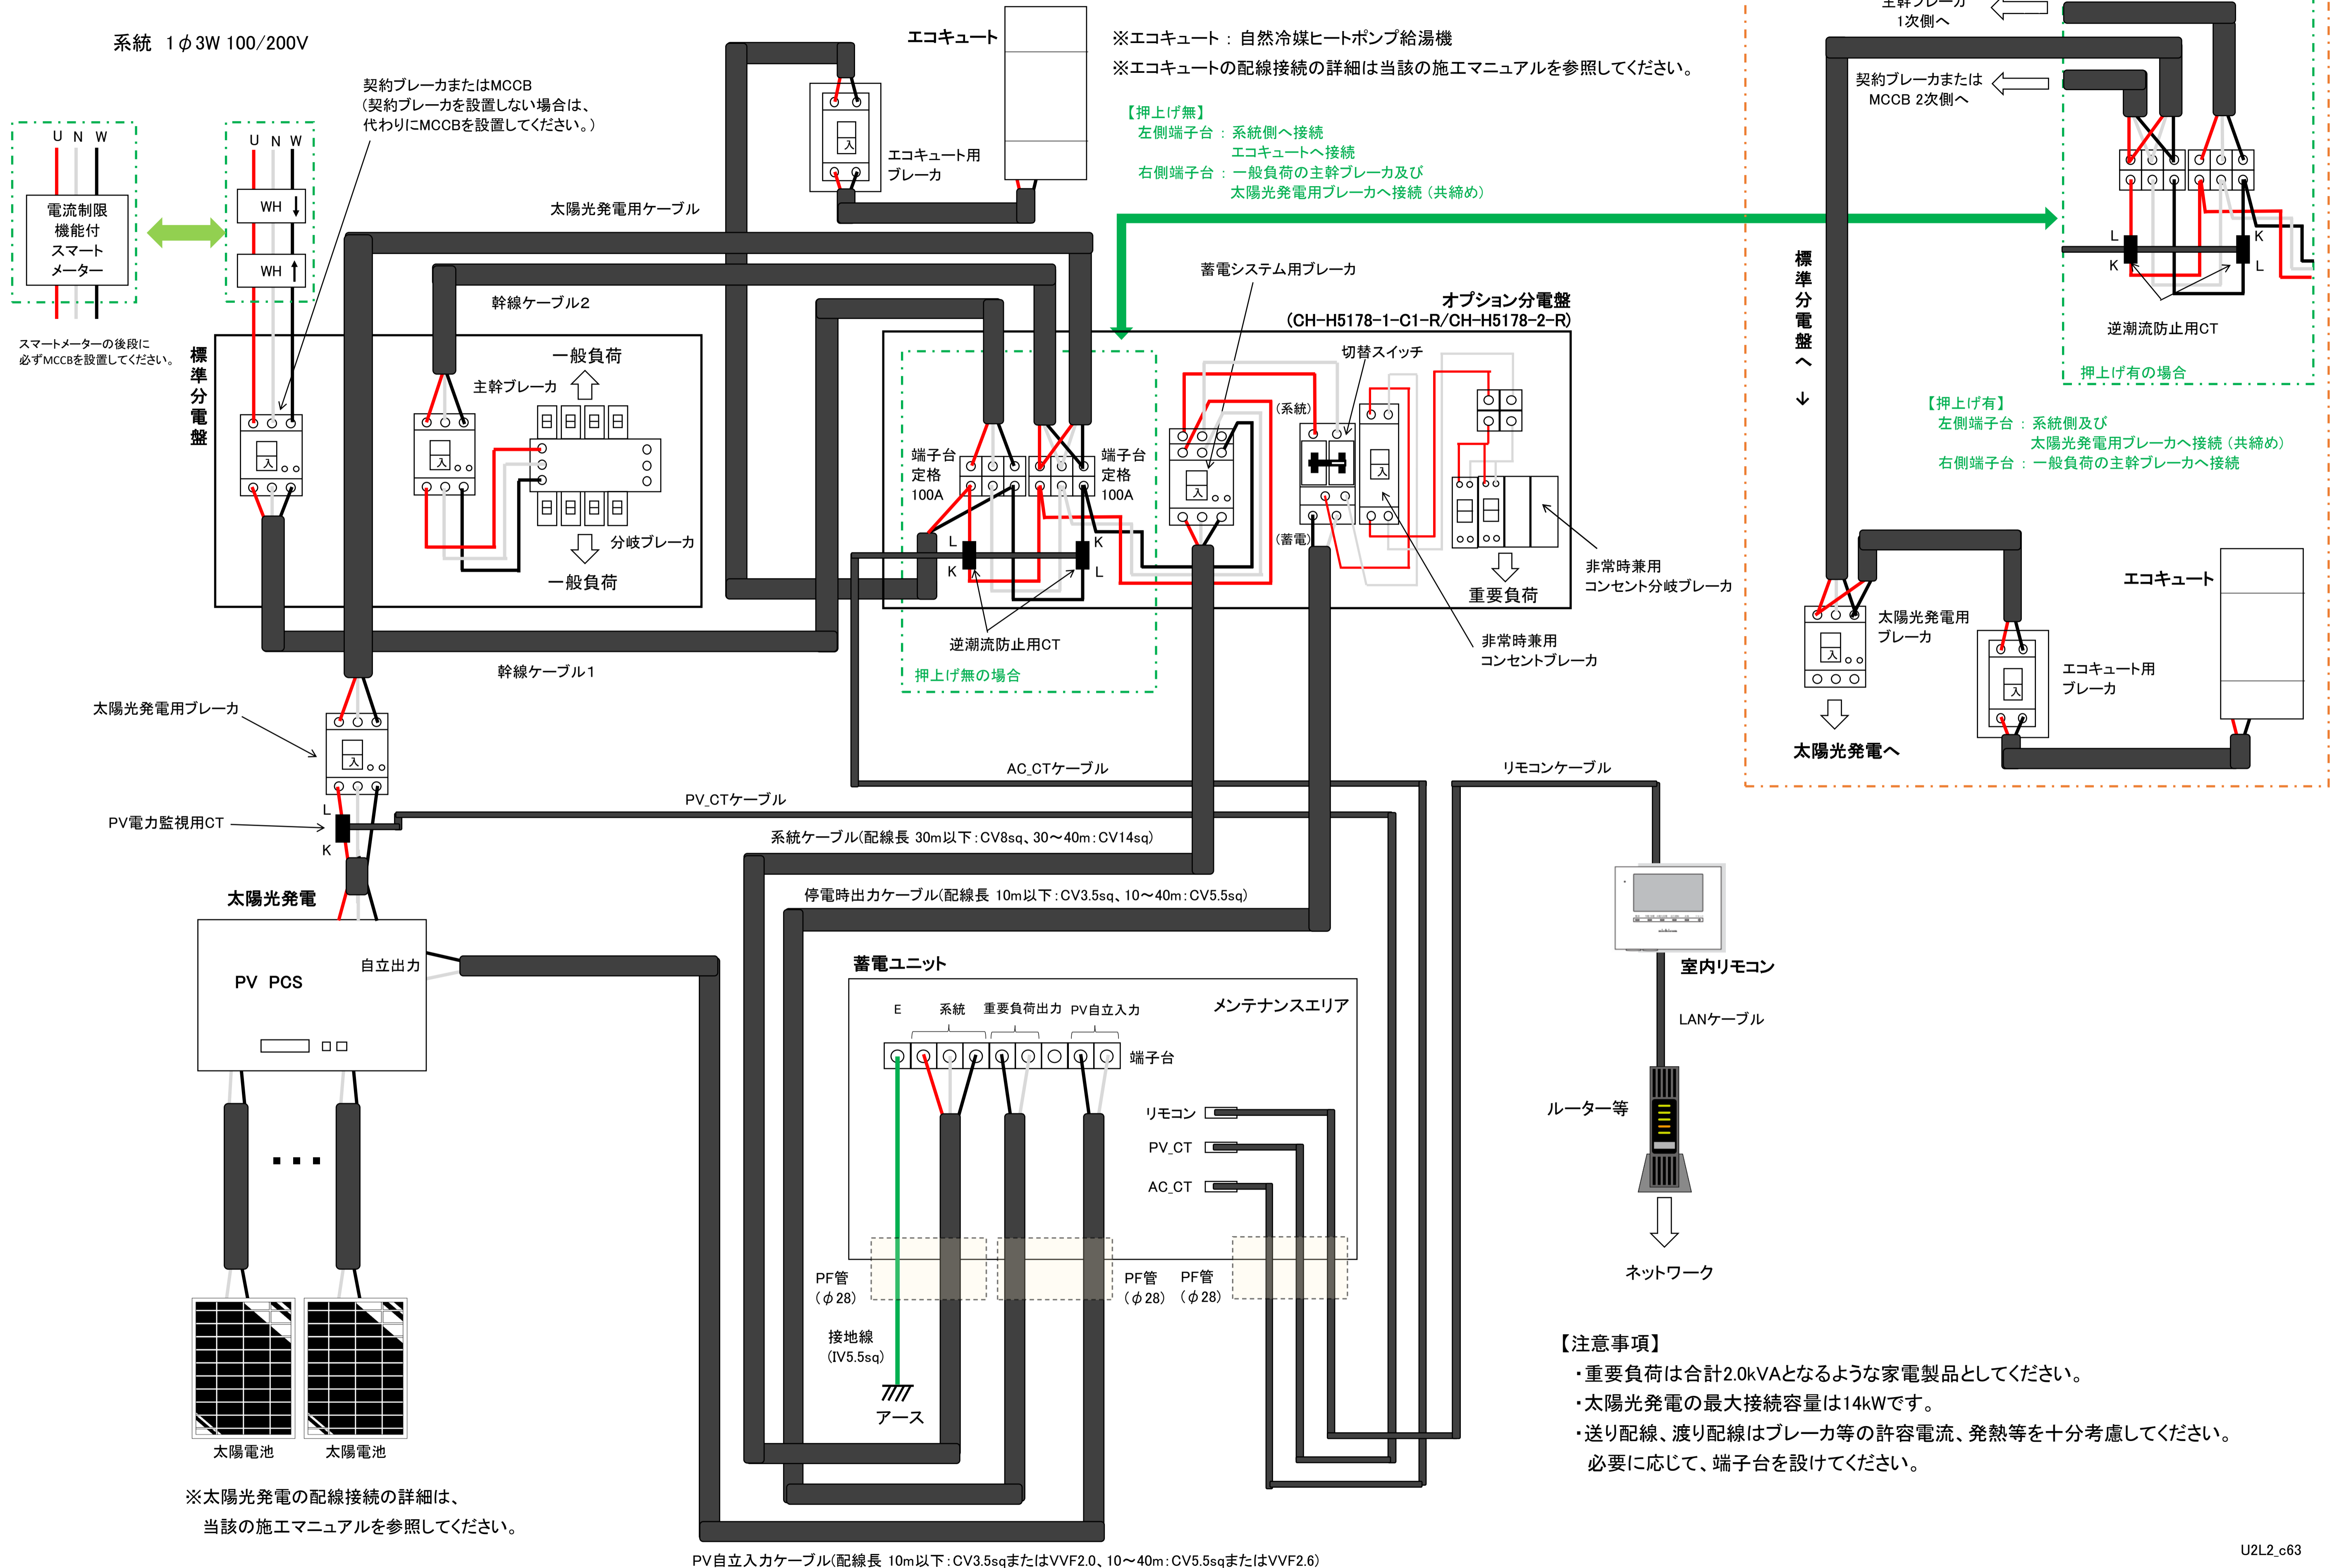 系統 1φ3W 100/200V
契約ブレーカまたはMCCB
(契約ブレーカを設置しない場合は、
代わりにMCCBを設置してください。)
U N W
電流制限
機能付
スマート
メーター
U N W
WH ↓
WH ↑
スマートメーターの後段に
必ずMCCBを設置してください。
標準分電盤
入
主幹ブレーカ
入
一般負荷
分岐ブレーカ
一般負荷
幹線ケーブル2
幹線ケーブル1
太陽光発電用ケーブル
エコキュート
入
エコキュート用
ブレーカ
※エコキュート : 自然冷媒ヒートポンプ給湯機
※エコキュートの配線接続の詳細は当該の施工マニュアルを参照してください。
【押上げ無】
左側端子台 : 系統側へ接続
エコキュートへ接続
右側端子台 : 一般負荷の主幹ブレーカ及び
太陽光発電用ブレーカへ接続(共締め)
蓄電システム用ブレーカ
オプション分電盤
(CH-H5178-1-C1-R/CH-H5178-2-R)
切替スイッチ
(系統)
(蓄電)
端子台
定格
100A
端子台
定格
100A
入
入
L
K
K
L
逆潮流防止用CT
押上げ無の場合
重要負荷
非常時兼用
コンセント分岐ブレーカ
非常時兼用
コンセントブレーカ
主幹ブレーカ
1次側へ
契約ブレーカまたは
MCCB 2次側へ
L
K
K
L
逆潮流防止用CT
押上げ有の場合
標準分電盤へ ↓
【押上げ有】
左側端子台 : 系統側及び
太陽光発電用ブレーカへ接続(共締め)
右側端子台 : 一般負荷の主幹ブレーカへ接続
入
太陽光発電用
ブレーカ
太陽光発電へ
入
エコキュート用
ブレーカ
エコキュート
太陽光発電用ブレーカ
入
PV電力監視用CT
L
K
太陽光発電
PV PCS
自立出力
太陽電池
太陽電池
※太陽光発電の配線接続の詳細は、
当該の施工マニュアルを参照してください。
AC_CTケーブル
PV_CTケーブル
リモコンケーブル
系統ケーブル(配線長 30m以下:CV8sq、30～40m:CV14sq)
停電時出力ケーブル(配線長 10m以下:CV3.5sq、10～40m:CV5.5sq)
蓄電ユニット
メンテナンスエリア
E
系統
重要負荷出力
PV自立入力
端子台
リモコン
PV_CT
AC_CT
PF管
(φ28)
PF管
(φ28)
PF管
(φ28)
接地線
(IV5.5sq)
アース
PV自立入力ケーブル(配線長 10m以下:CV3.5sqまたはVVF2.0、10～40m:CV5.5sqまたはVVF2.6)
室内リモコン
LANケーブル
ルーター等
ネットワーク
【注意事項】
・重要負荷は合計2.0kVAとなるような家電製品としてください。
・太陽光発電の最大接続容量は14kWです。
・送り配線、渡り配線はブレーカ等の許容電流、発熱等を十分考慮してください。
必要に応じて、端子台を設けてください。
U2L2_c63